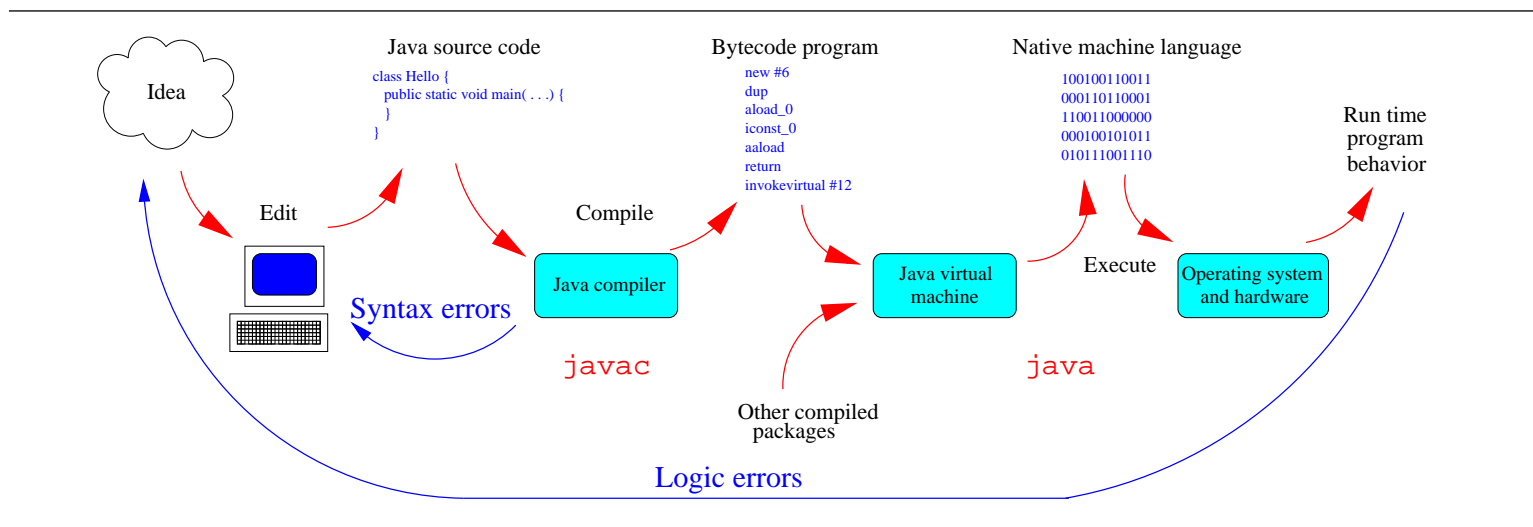 Idea
Edit
Java source code
class Hello {
public static void main( . . .) {
}
}
Syntax errors
Compile
Java compiler
javac
Bytecode program
new #6
dup
aload_0
iconst_0
aaload
return
invokevirtual #12
Other compiled
packages
Java virtual
machine
java
Native machine language
100100110011
000110110001
110011000000
000100101011
010111001110
Execute
Operating system
and hardware
Run time
program
behavior
Logic errors